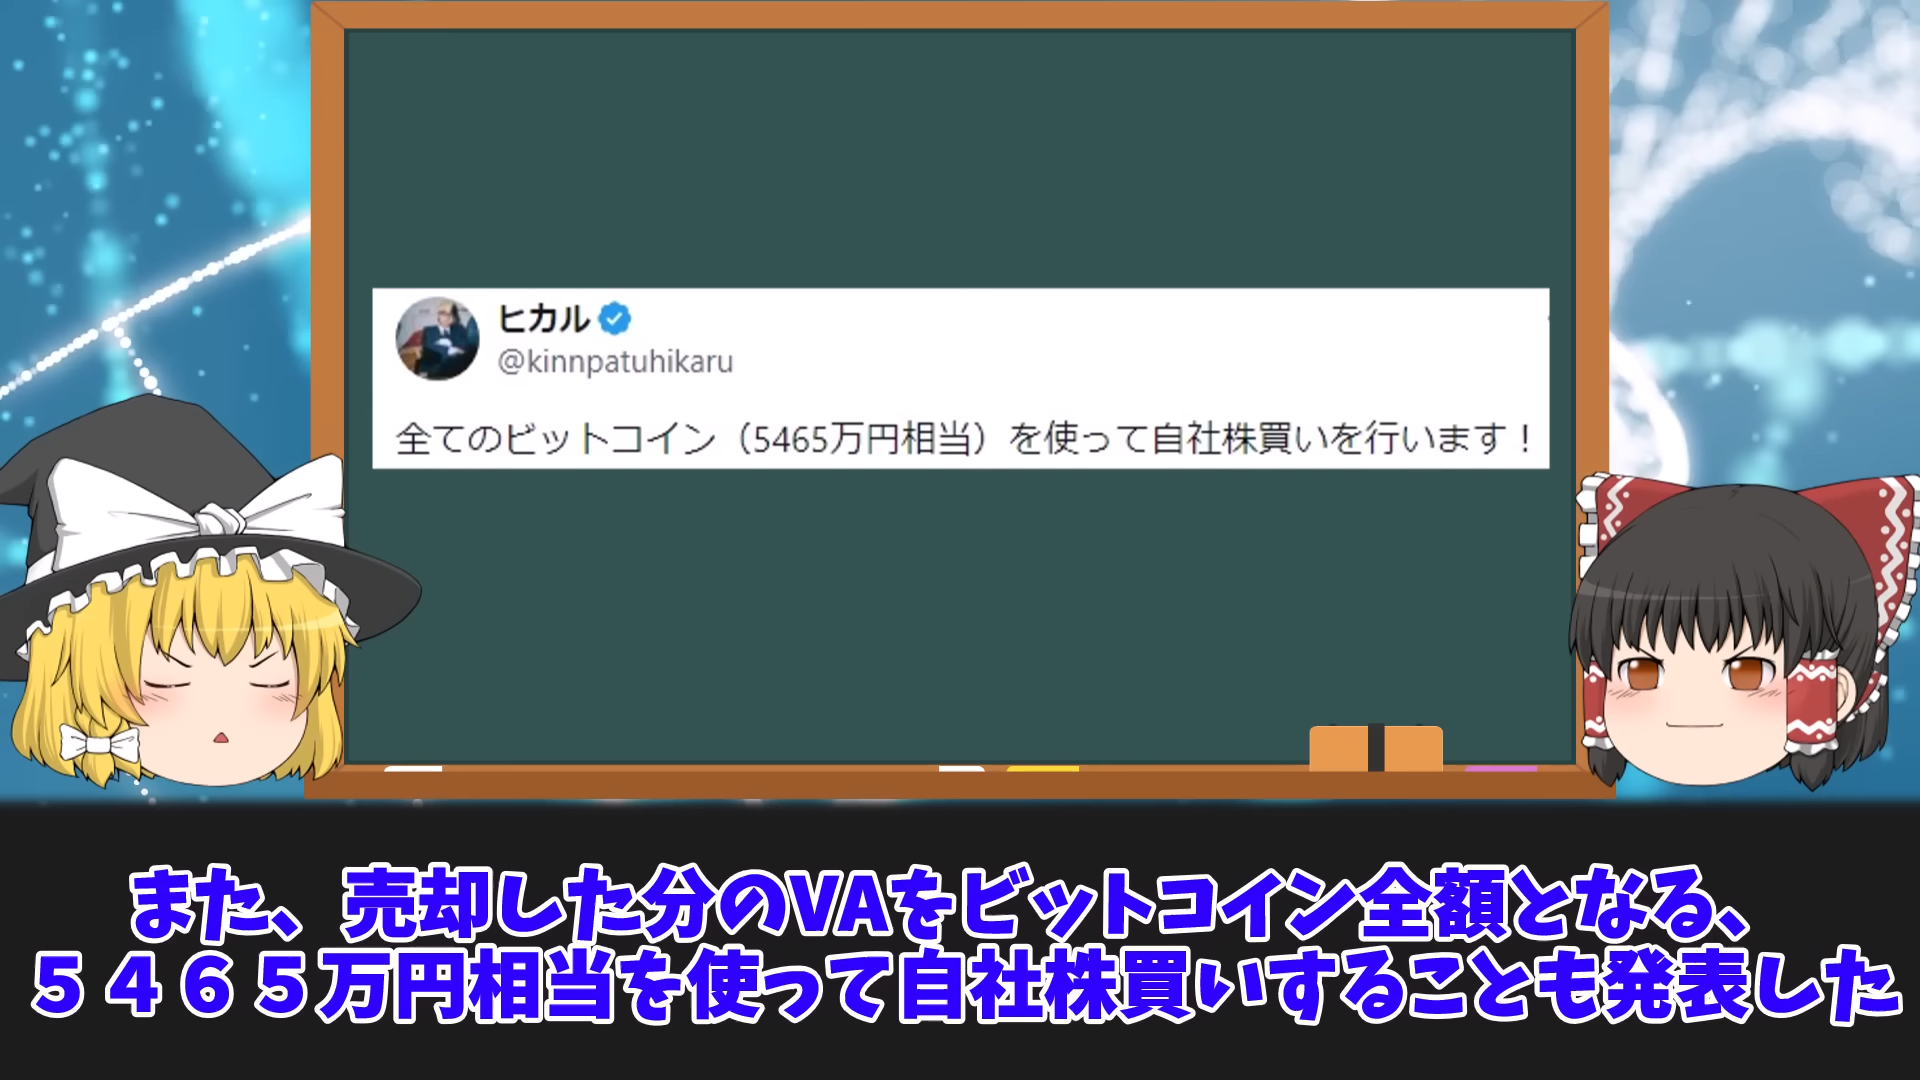 ヒカル
@kinnpatuhikaru
全てのビットコイン（5465万円相当）を使って自社株買いを行います！
また、売却した分のVAをビットコイン全額となる、
５４６５万円相当を使って自社株買いすることも発表した